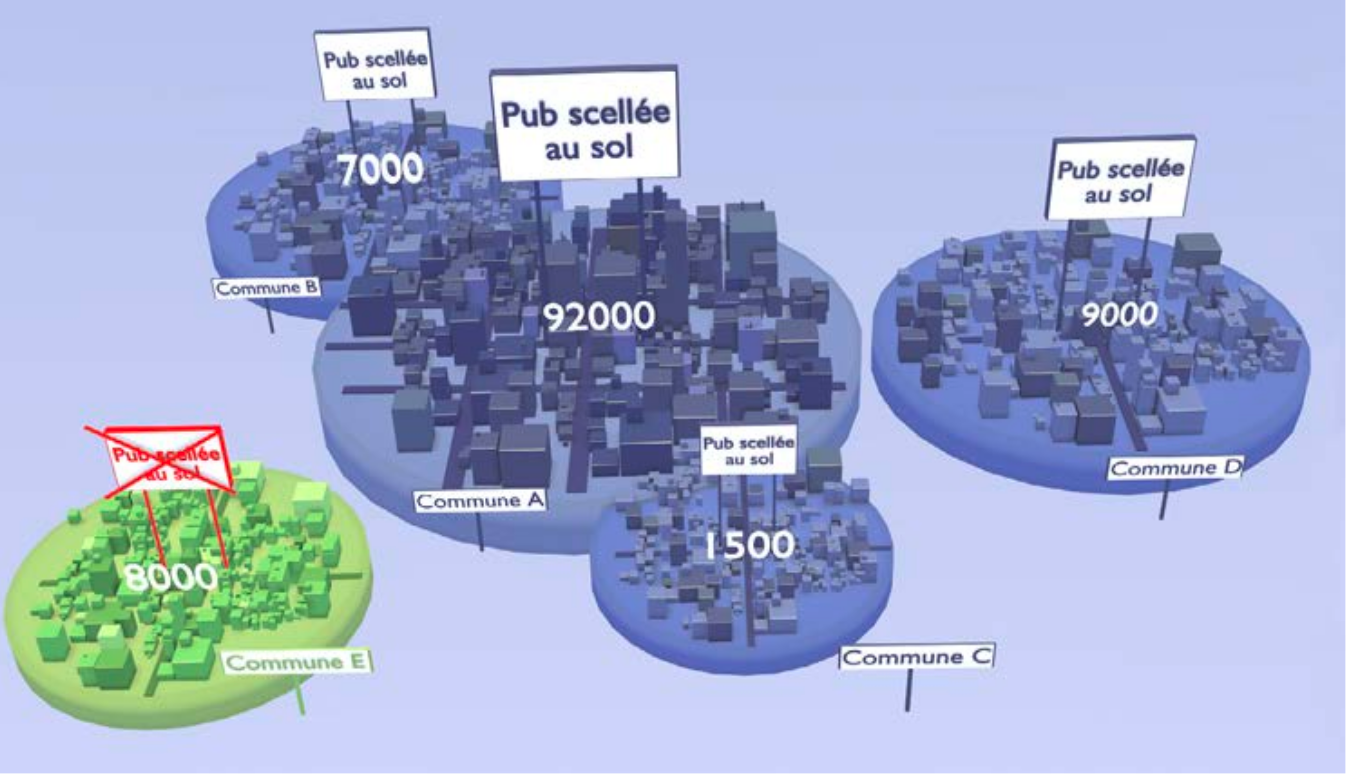 Pub scellée
au sol
7000
Commune B
Pub scellée
au sol
92000
Commune A
Pub scellée
au sol
9000
Commune D
Pub scellée
au sol
8000
Commune E
Pub scellée
au sol
1500
Commune C